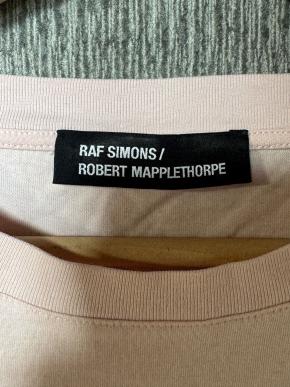 RAF SIMONS /
ROBERT MAPPLETHORPE